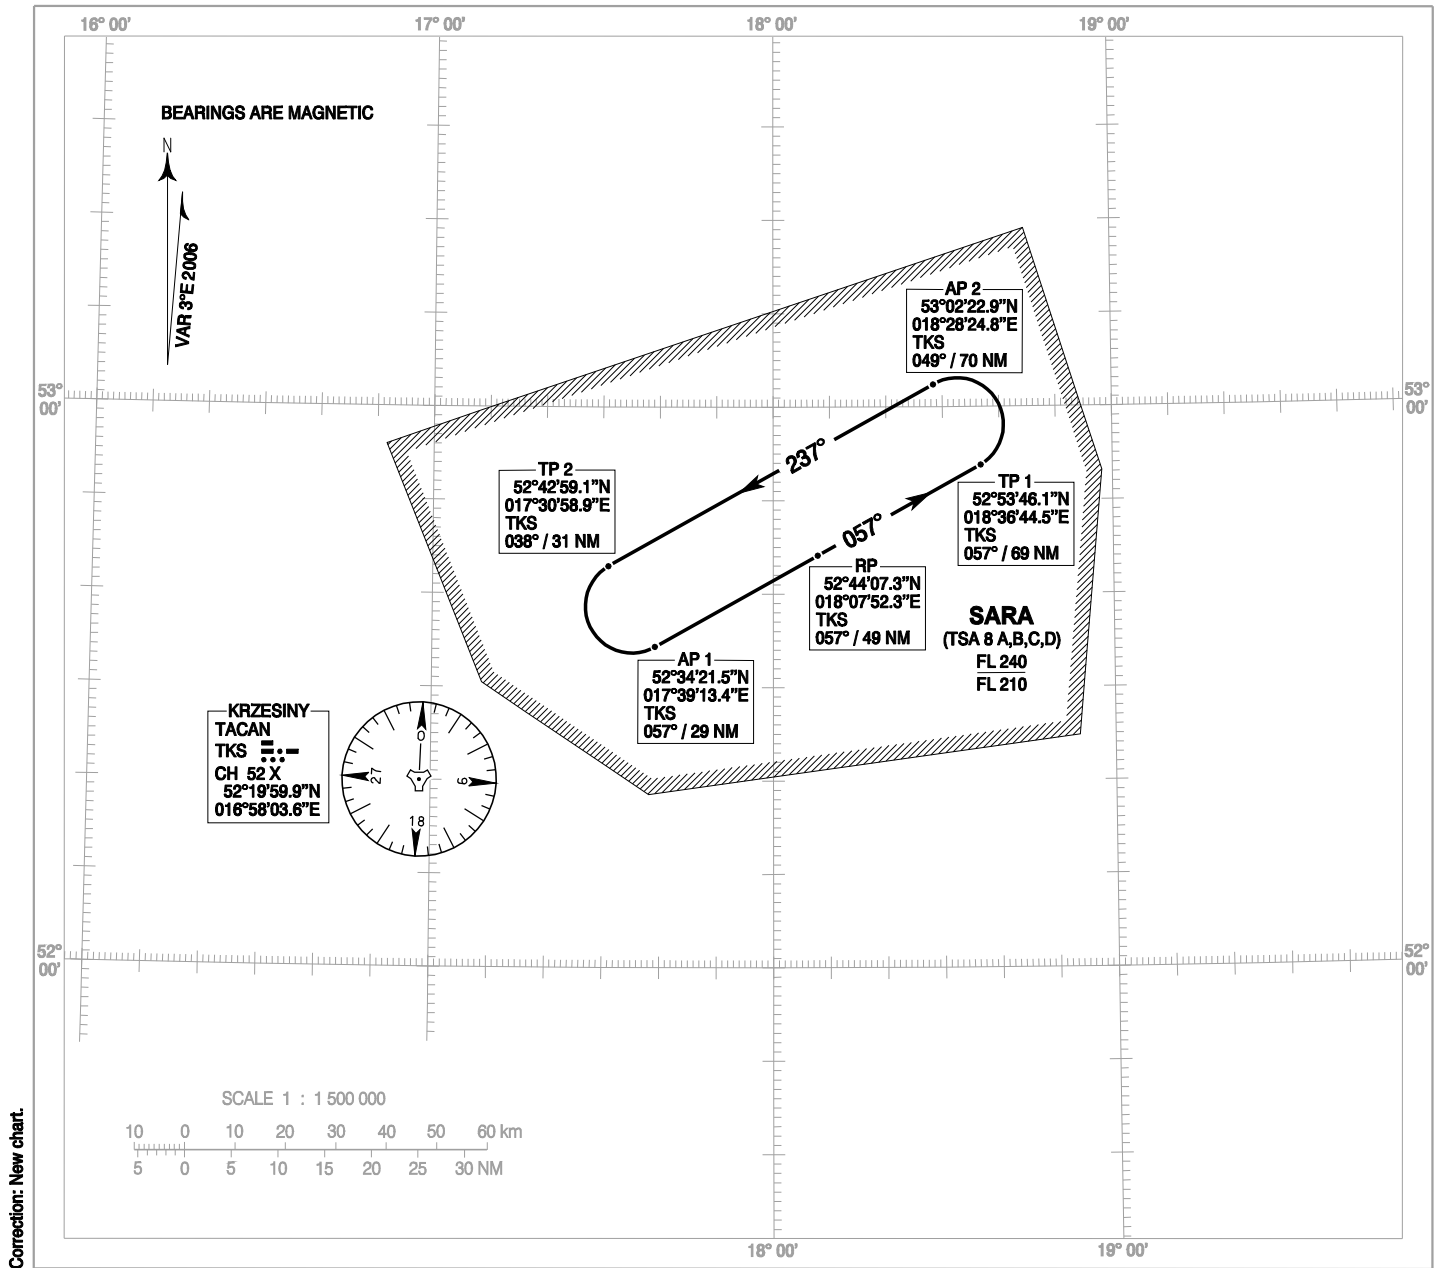 16° 00’
17° 00’
18° 00’
19° 00’
BEARINGS ARE MAGNETIC
N
VAR 3°E 2006
AP 2
53°02’22.9”N
018°28’24.8”E
TKS
049° / 70 NM
53°
00’
53°
00’
237°
TP 2
52°42’59.1”N
017°30’58.9”E
TKS
038° / 31 NM
TP 1
52°53’46.1”N
018°36’44.5”E
TKS
057° / 69 NM
057°
RP
52°44’07.3”N
018°07’52.3”E
TKS
057° / 49 NM
SARA
(TSA 8 A,B,C,D)
FL 240
FL 210
AP 1
52°34’21.5”N
017°39’13.4”E
TKS
057° / 29 NM
KRZESINY
TACAN
TKS
CH 52 X
52°19’59.9”N
016°58’03.6”E
0
27
9
18
52°
00’
52°
00’
SCALE 1 : 1 500 000
10 0 10 20 30 40 50 60 km
5 0 5 10 15 20 25 30 NM
Correction: New chart.
18° 00’
19° 00’